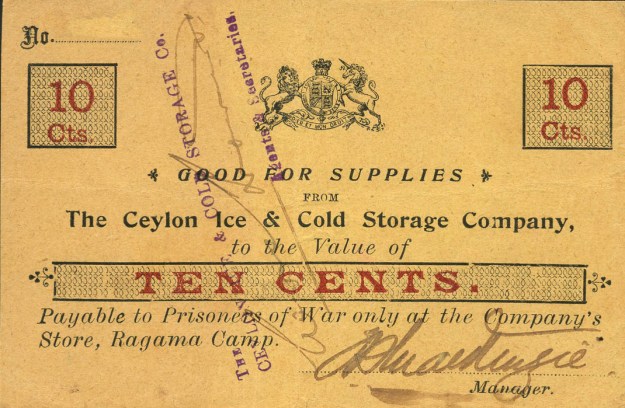 No.
10
Cts.
10
Cts.
GOOD FOR SUPPLIES
FROM
The Ceylon Ice & Cold Storage Company,
to the Value of
TEN CENTS.
Payable to Prisoners of War only at the Company's
Store, Ragama Camp.
Manager.
THE
& COLD STORAGE CO.
Agents & Secretaries.